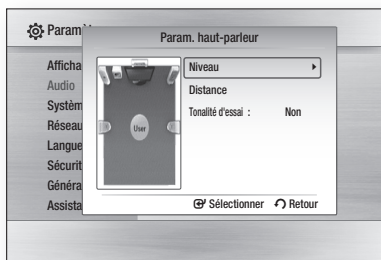 Paramè
Param. haut-parleur
Afficha
Audio
Systèm
Réseau
Langue
Sécurit
Généra
Assista
User
Niveau
Distance
Tonalité d'essai : Non
Sélectionner Retour